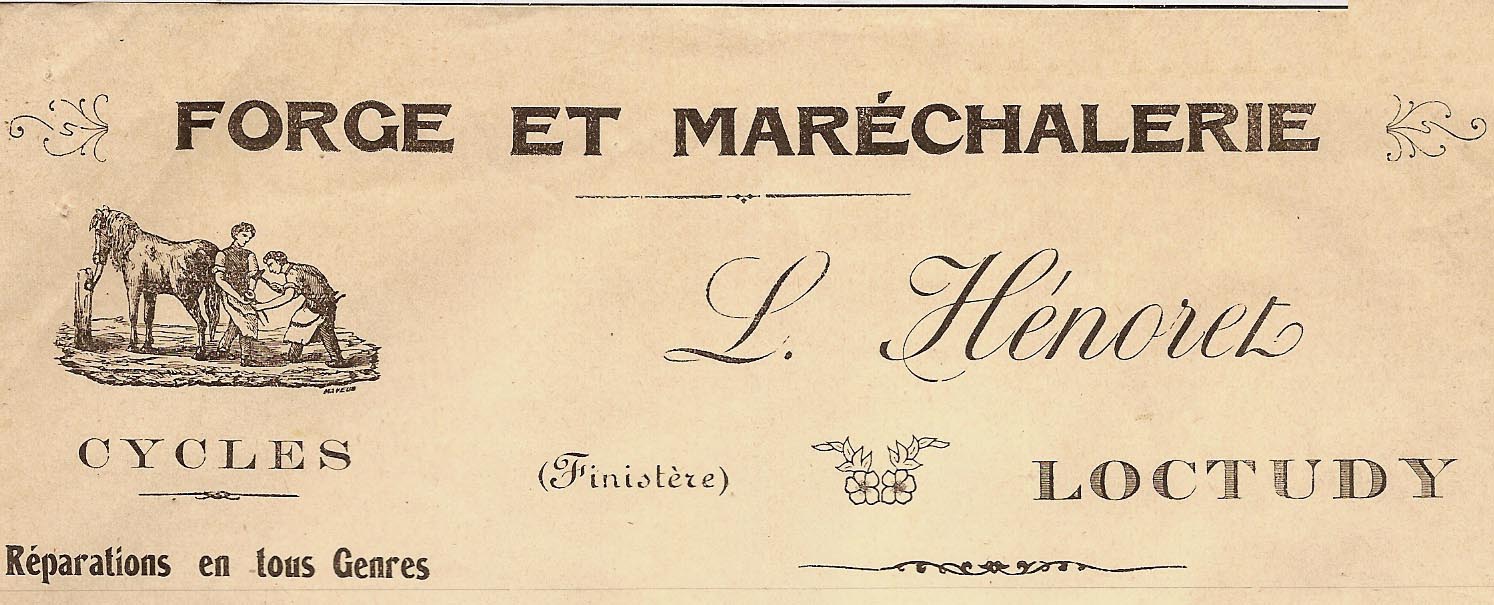 FORGE ET MARÉCHALERIE
L. Hénoret
CYCLES
(Finistère) LOCTUDY
Réparations en tous Genres